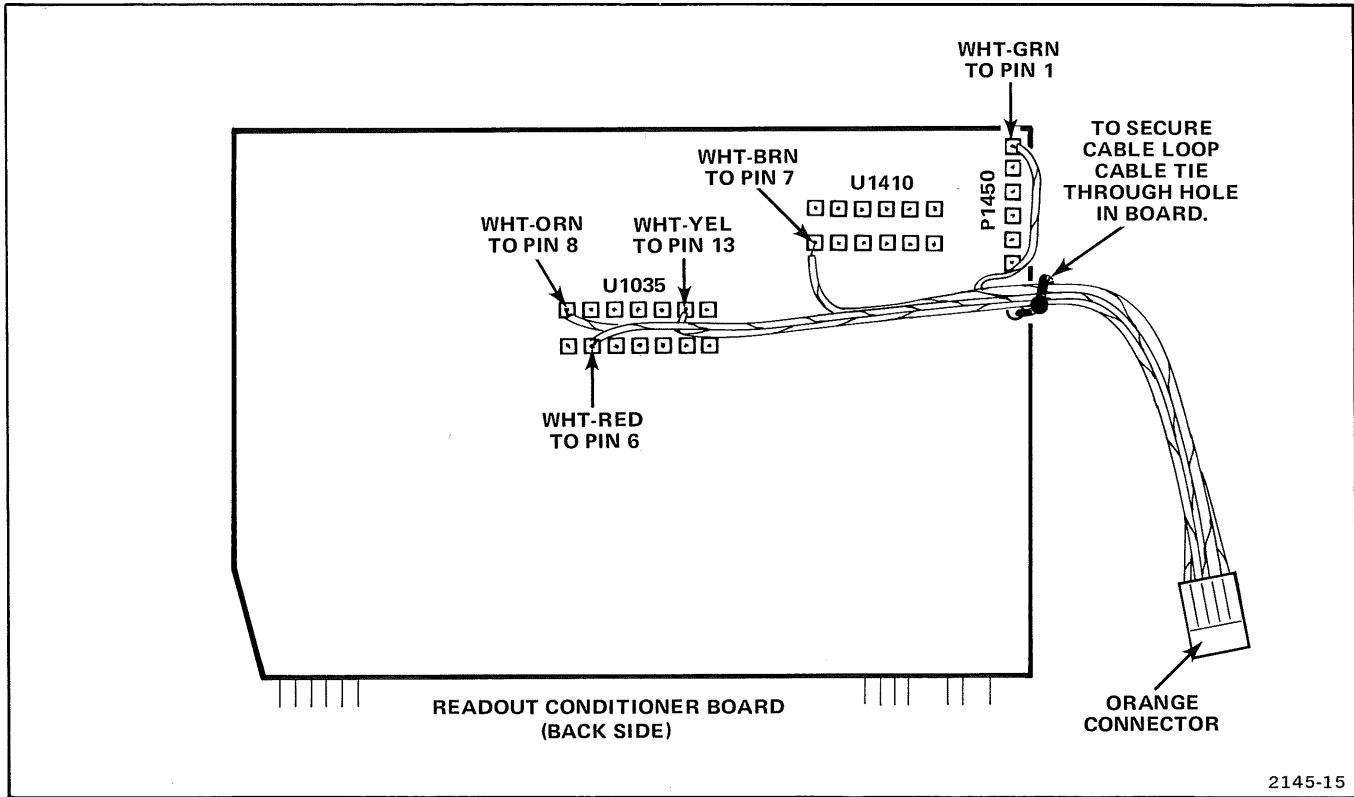 WHT-GRN
TO PIN 1
TO SECURE
CABLE LOOP
CABLE TIE
THROUGH HOLE
IN BOARD.
WHT-BRN
TO PIN 7
U1410
P1450
WHT-ORN
TO PIN 8
WHT-YEL
TO PIN 13
U1035
WHT-RED
TO PIN 6
READOUT CONDITIONER BOARD
(BACK SIDE)
ORANGE
CONNECTOR
2145-15